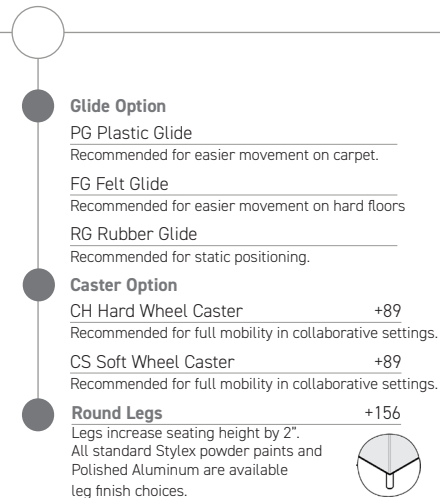 Glide Option
PG Plastic Glide
Recommended for easier movement on carpet.
FG Felt Glide
Recommended for easier movement on hard floors
RG Rubber Glide
Recommended for static positioning.
Caster Option
CH Hard Wheel Caster +89
Recommended for full mobility in collaborative settings.
CS Soft Wheel Caster +89
Recommended for full mobility in collaborative settings.
Round Legs +156
Legs increase seating height by 2".
All standard Stylex powder paints and
Polished Aluminum are available
leg finish choices.